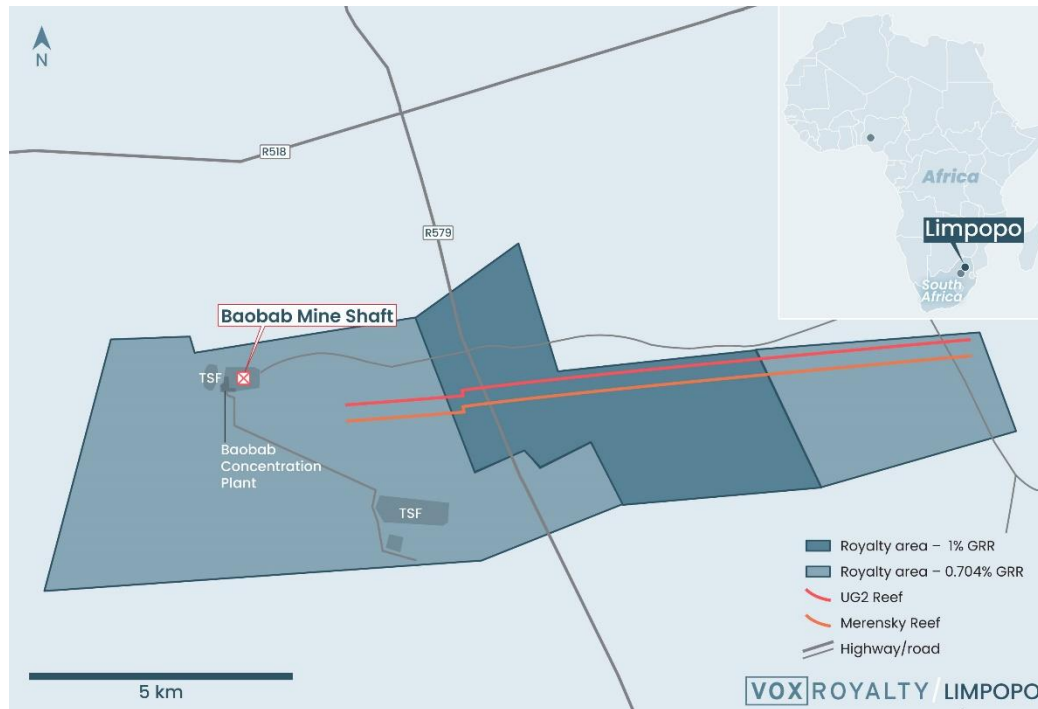 N
R518
R579
Africa
Limpopo
South
Africa
Baobab Mine Shaft
TSF
Baobab
Concentration
Plant
TSF
Royalty area – 1% GRR
Royalty area – 0.704% GRR
UG2 Reef
Merensky Reef
Highway/road
5 km
VOX ROYALTY / LIMPOPO